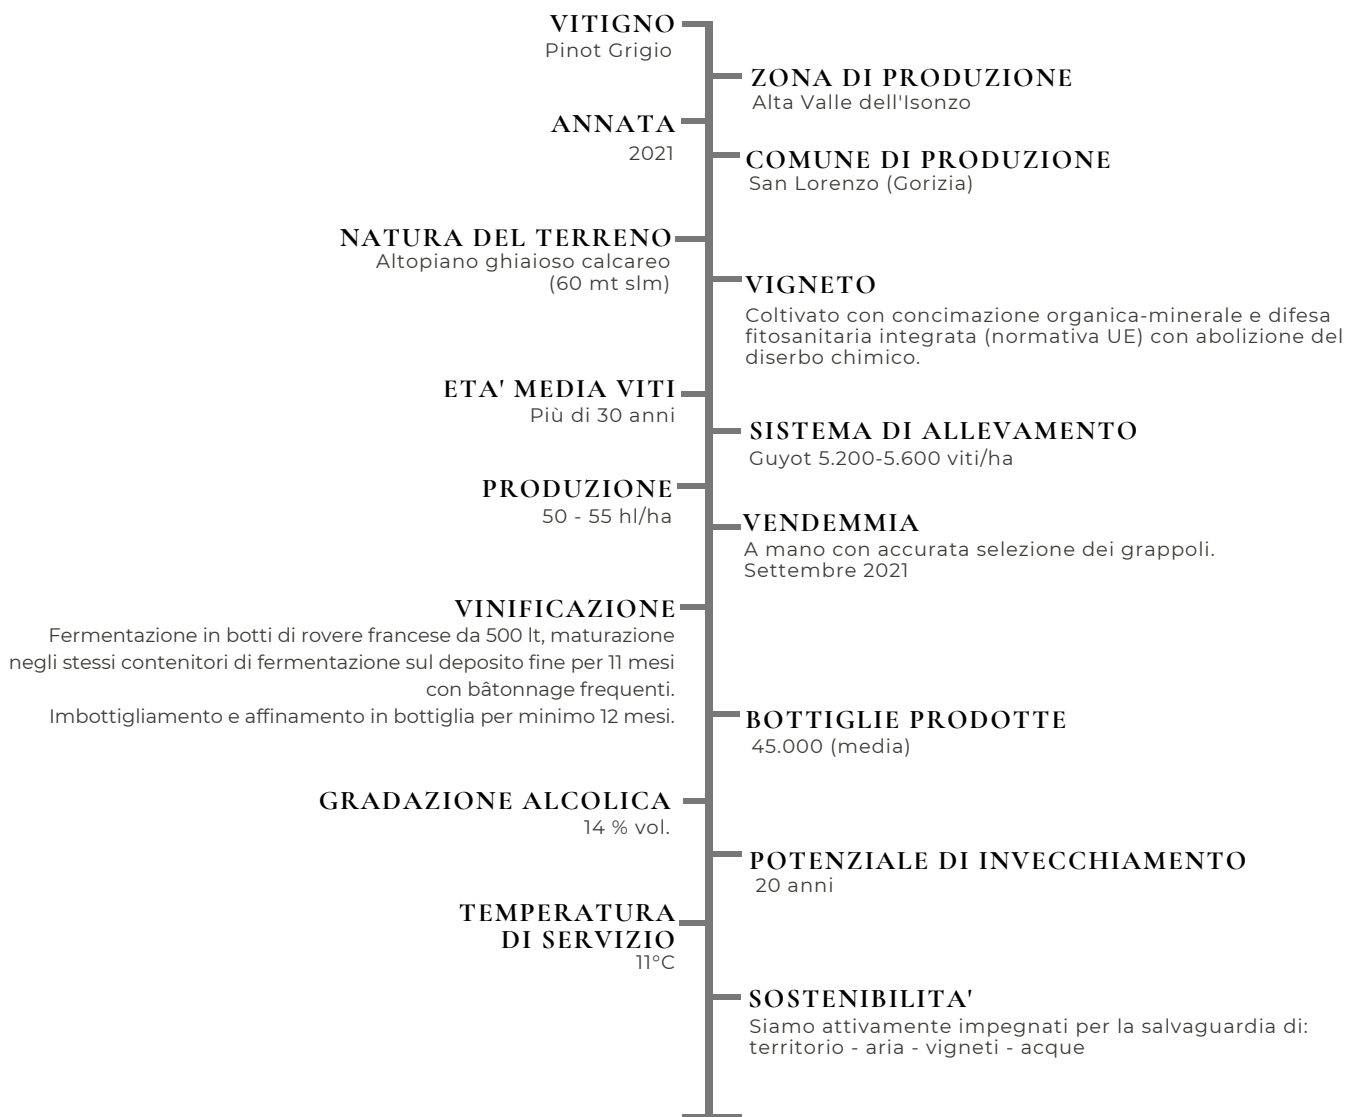 VITIGNO
Pinot Grigio
ZONA DI PRODUZIONE
Alta Valle dell'Isonzo
ANNATA
2021
COMUNE DI PRODUZIONE
San Lorenzo (Gorizia)
NATURA DEL TERRENO
Altopiano ghiaioso calcareo
(60 mt slm)
VIGNETO
Coltivato con concimazione organica-minerale e difesa
fitosanitaria integrata (normativa UE) con abolizione del
diserbo chimico.
ETA' MEDIA VITI
Più di 30 anni
SISTEMA DI ALLEVAMENTO
Guyot 5.200-5.600 viti/ha
PRODUZIONE
50 - 55 hl/ha
VENDEMMIA
A mano con accurata selezione dei grappoli.
Settembre 2021
VINIFICAZIONE
Fermentazione in botti di rovere francese da 500 lt, maturazione
negli stessi contenitori di fermentazione sul deposito fine per 11 mesi
con bâtonnage frequenti.
Imbottigliamento e affinamento in bottiglia per minimo 12 mesi.
BOTTIGLIE PRODOTTE
45.000 (media)
GRADAZIONE ALCOLICA
14 % vol.
POTENZIALE DI INVECCHIAMENTO
20 anni
TEMPERATURA
DI SERVIZIO
11°C
SOSTENIBILITA'
Siamo attivamente impegnati per la salvaguardia di:
territorio - aria - vigneti - acque